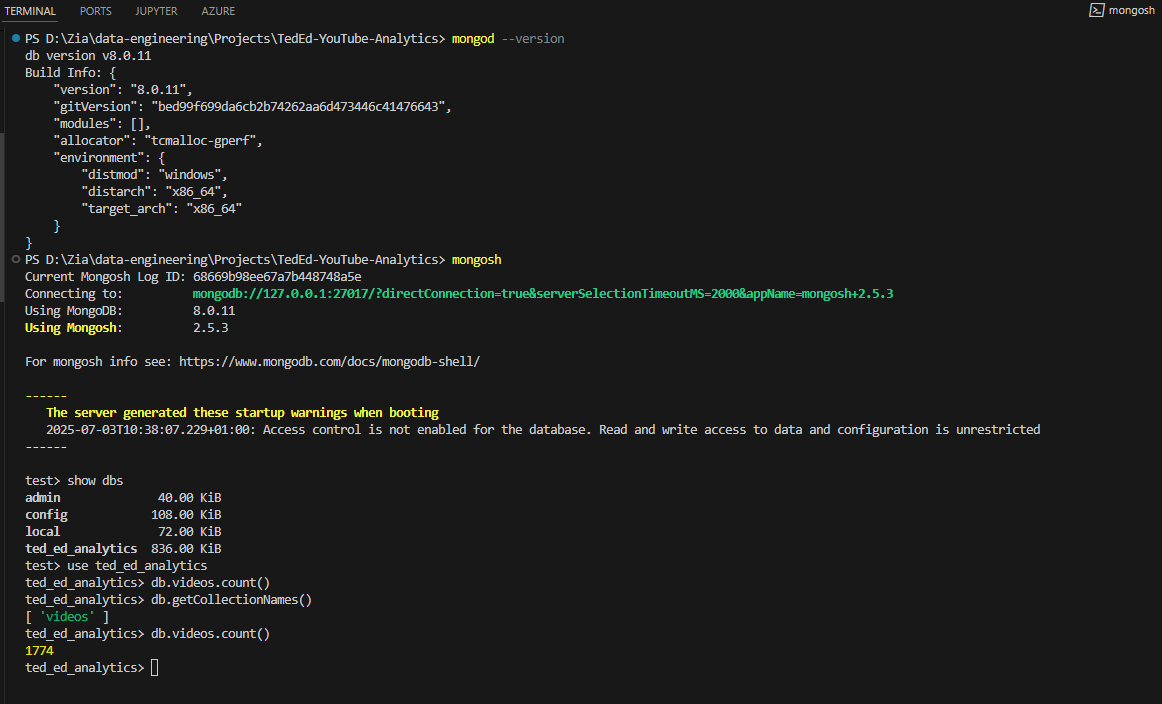 TERMINAL PORTS JUPYTER AZURE mongosh
PS D:\Zia\data-engineering\Projects\TedEd-YouTube-Analytics> mongod --version
db version v8.0.11
Build Info: {
    "version": "8.0.11",
    "gitVersion": "bed99f699da6cb2b74262aa6d473446c41476643",
    "modules": [],
    "allocator": "tcmalloc-gperf",
    "environment": {
        "distmod": "windows",
        "distarch": "x86_64",
        "target_arch": "x86_64"
    }
}
PS D:\Zia\data-engineering\Projects\TedEd-YouTube-Analytics> mongosh
Current Mongosh Log ID: 68669b98ee67a7b448748a5e
Connecting to:          mongodb://127.0.0.1:27017/?directConnection=true&serverSelectionTimeoutMS=2000&appName=mongosh+2.5.3
Using MongoDB:          8.0.11
Using Mongosh:          2.5.3
For mongosh info see: https://www.mongodb.com/docs/mongodb-shell/
------
   The server generated these startup warnings when booting
   2025-07-03T10:38:07.229+01:00: Access control is not enabled for the database. Read and write access to data and configuration is unrestricted
------
test> show dbs
admin              40.00 KiB
config            108.00 KiB
local              72.00 KiB
ted_ed_analytics  836.00 KiB
test> use ted_ed_analytics
ted_ed_analytics> db.videos.count()
ted_ed_analytics> db.getCollectionNames()
[ 'videos' ]
ted_ed_analytics> db.videos.count()
1774
ted_ed_analytics>